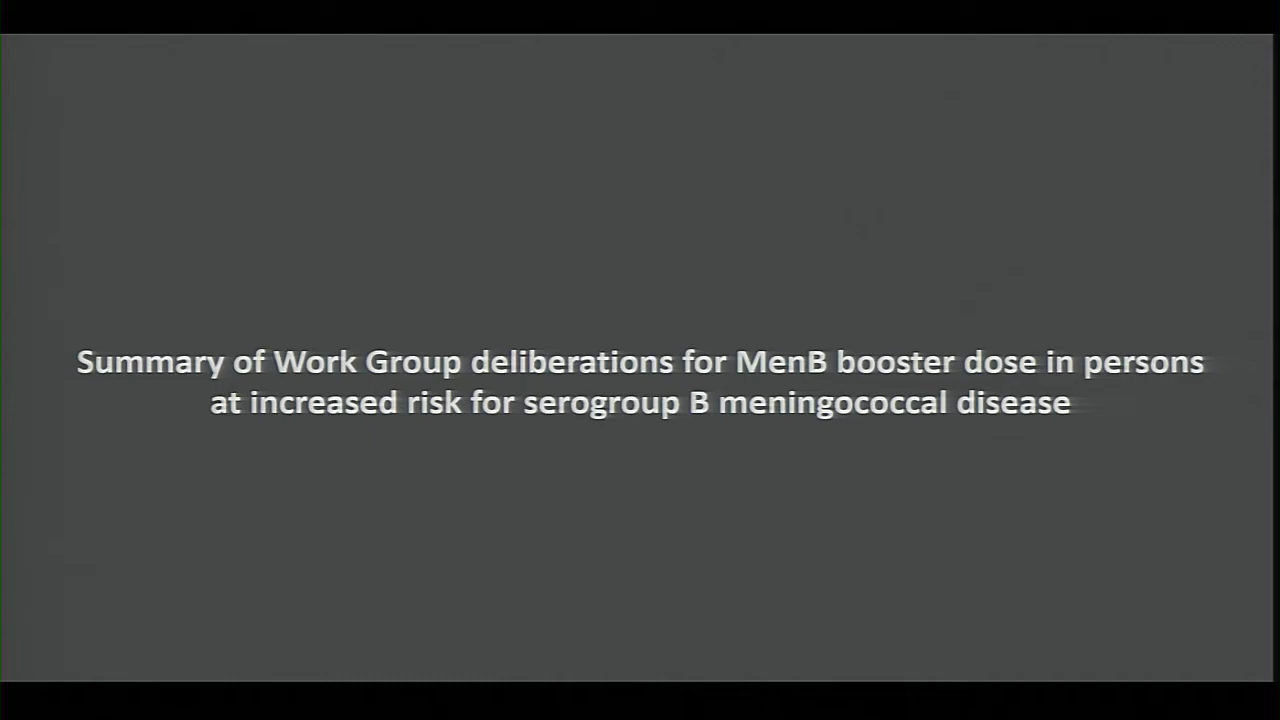 Summary of Work Group deliberations for MenB booster dose in persons
at increased risk for serogroup B meningococcal disease